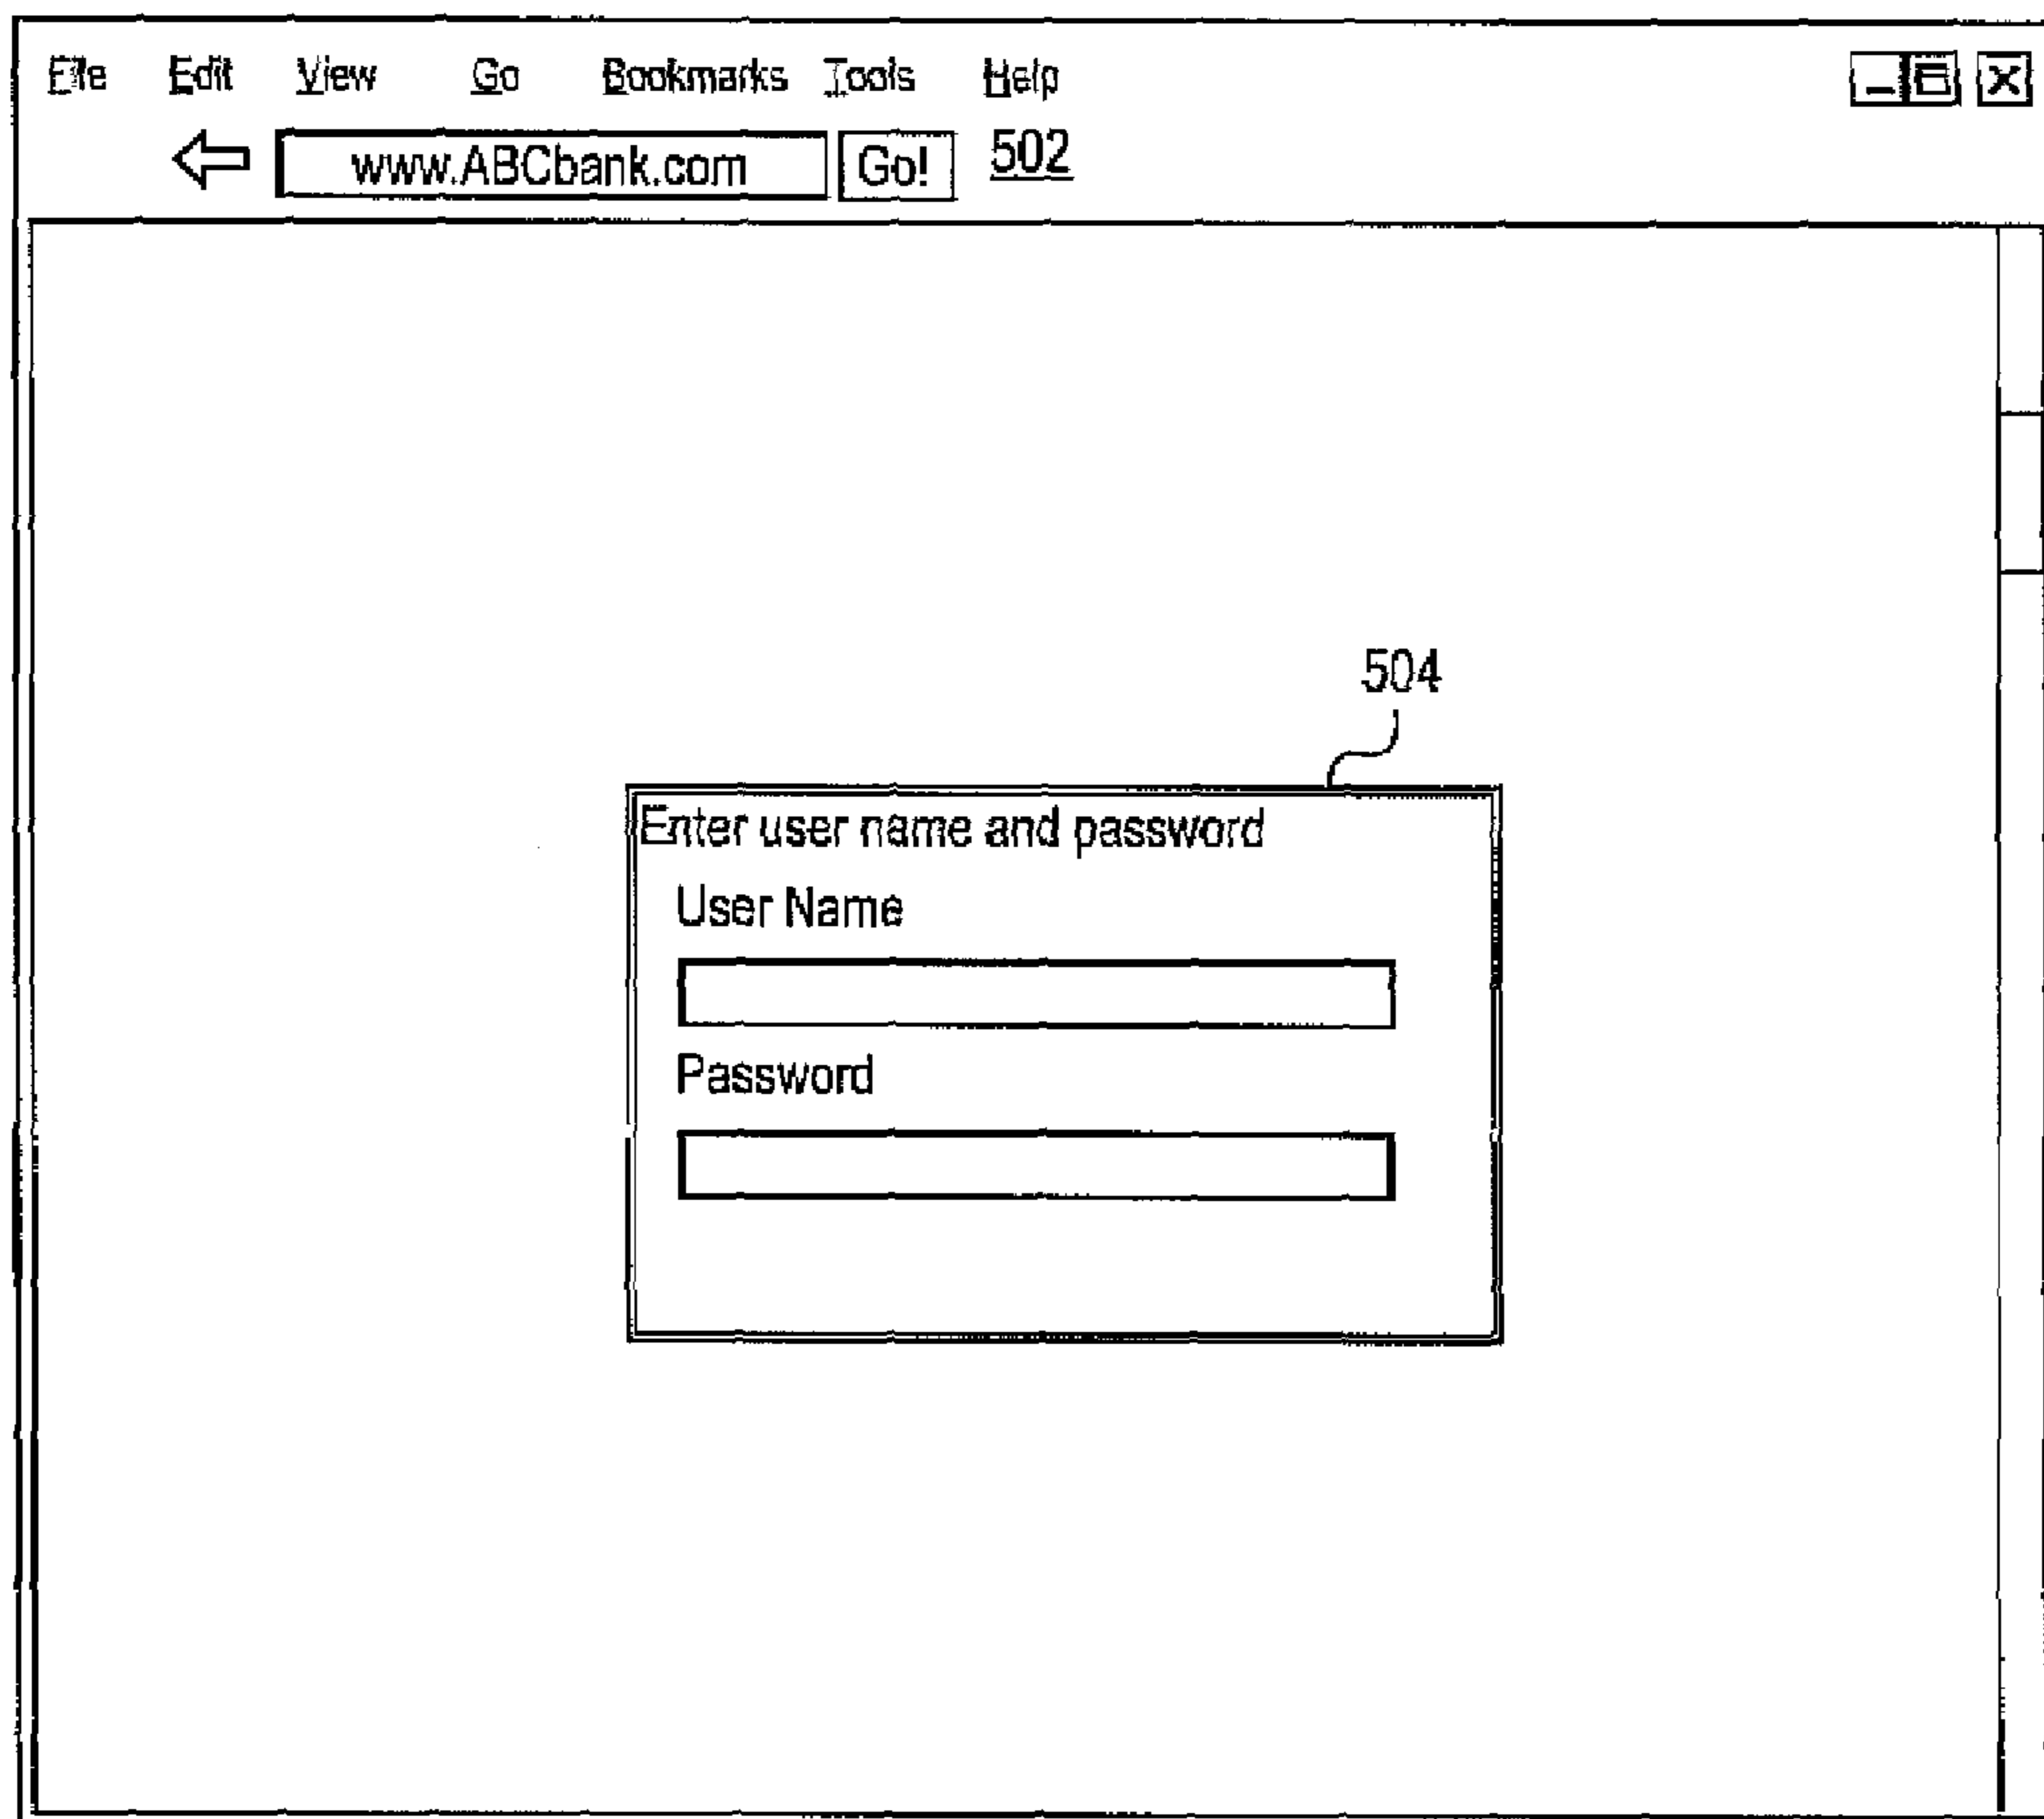 File Edit View Go Bookmarks Tools Help
www.ABCbank.com Go! 502
504
Enter user name and password
User Name
Password